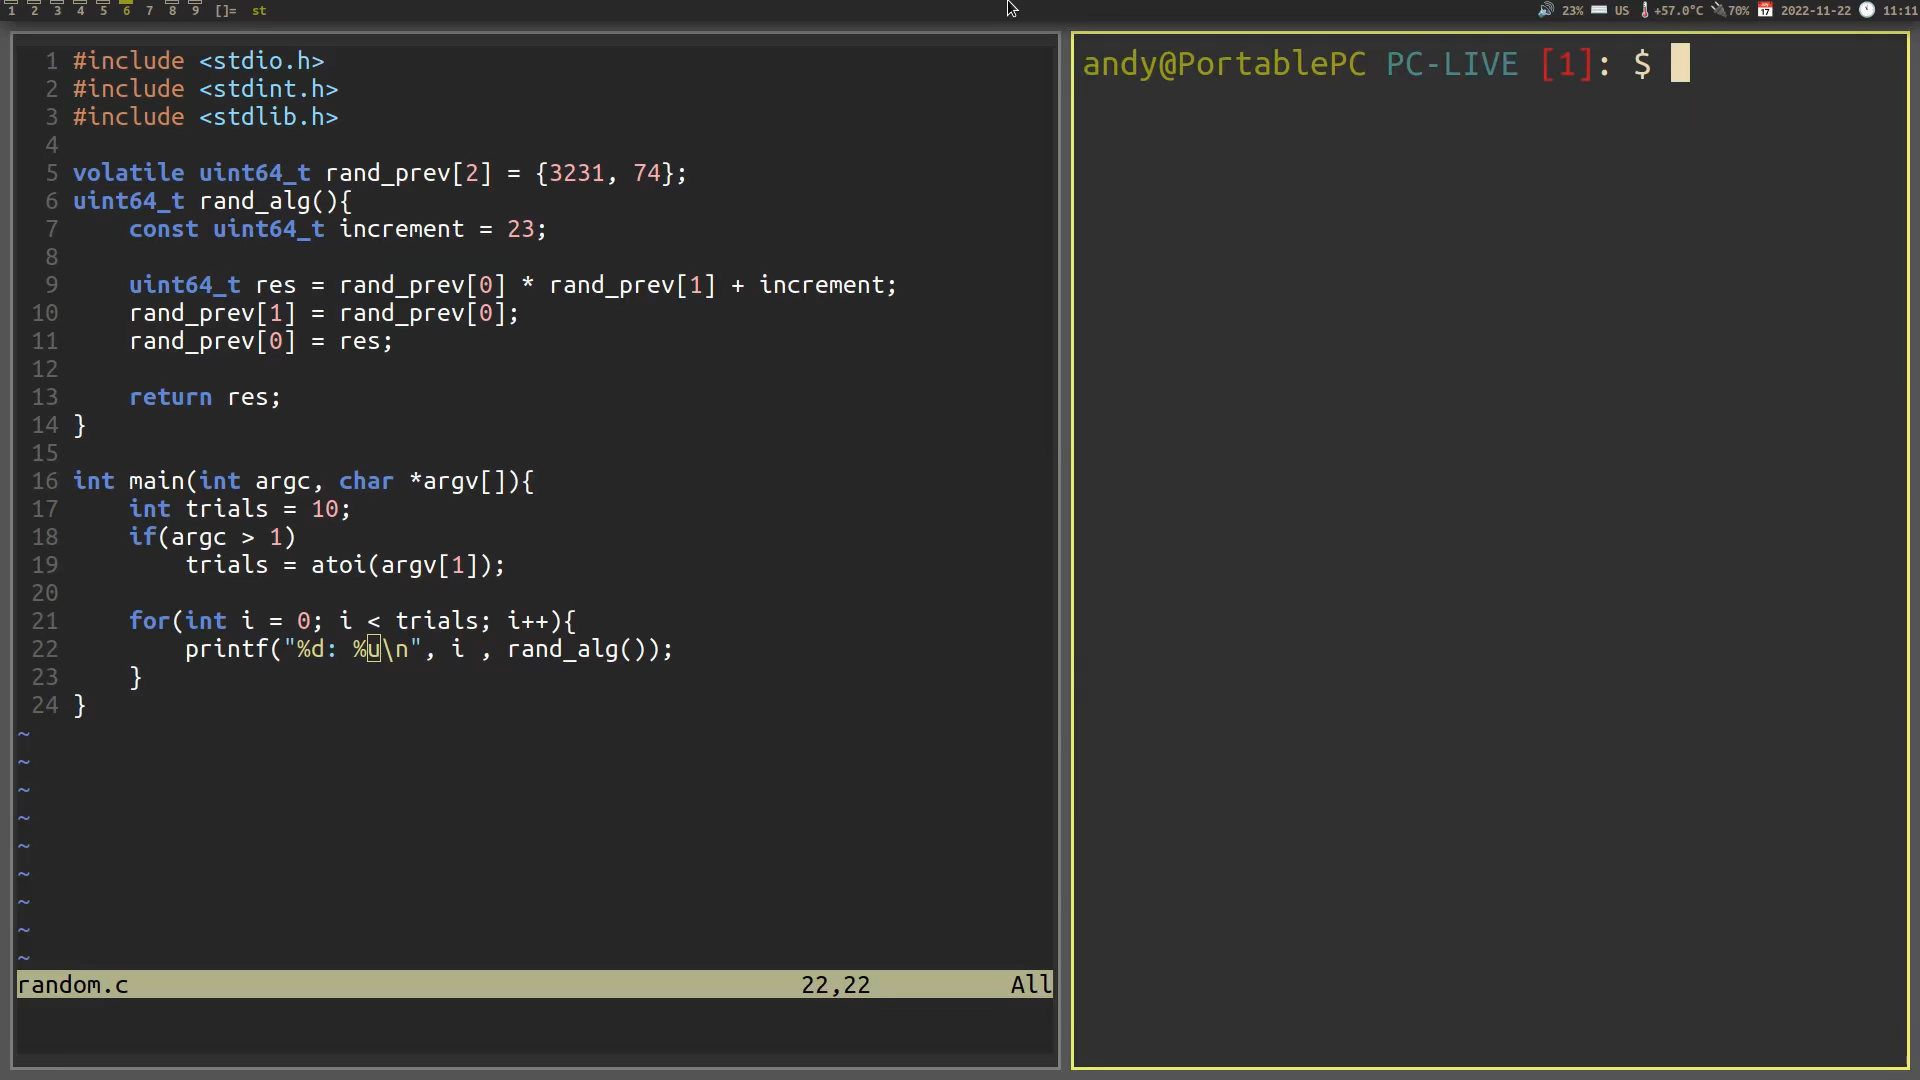 1 2 3 4 5 6 7 8 9 []= st
23% US +57.0°C 70% 2022-11-22 11:11
1 #include <stdio.h>
2 #include <stdint.h>
3 #include <stdlib.h>
4
5 volatile uint64_t rand_prev[2] = {3231, 74};
6 uint64_t rand_alg(){
7     const uint64_t increment = 23;
8
9     uint64_t res = rand_prev[0] * rand_prev[1] + increment;
10     rand_prev[1] = rand_prev[0];
11     rand_prev[0] = res;
12
13     return res;
14 }
15
16 int main(int argc, char *argv[]){
17     int trials = 10;
18     if(argc > 1)
19         trials = atoi(argv[1]);
20
21     for(int i = 0; i < trials; i++){
22         printf("%d: %u\n", i , rand_alg());
23     }
24 }
~
~
~
~
~
~
~
~
~
random.c 22,22 All
andy@PortablePC PC-LIVE [1]: $